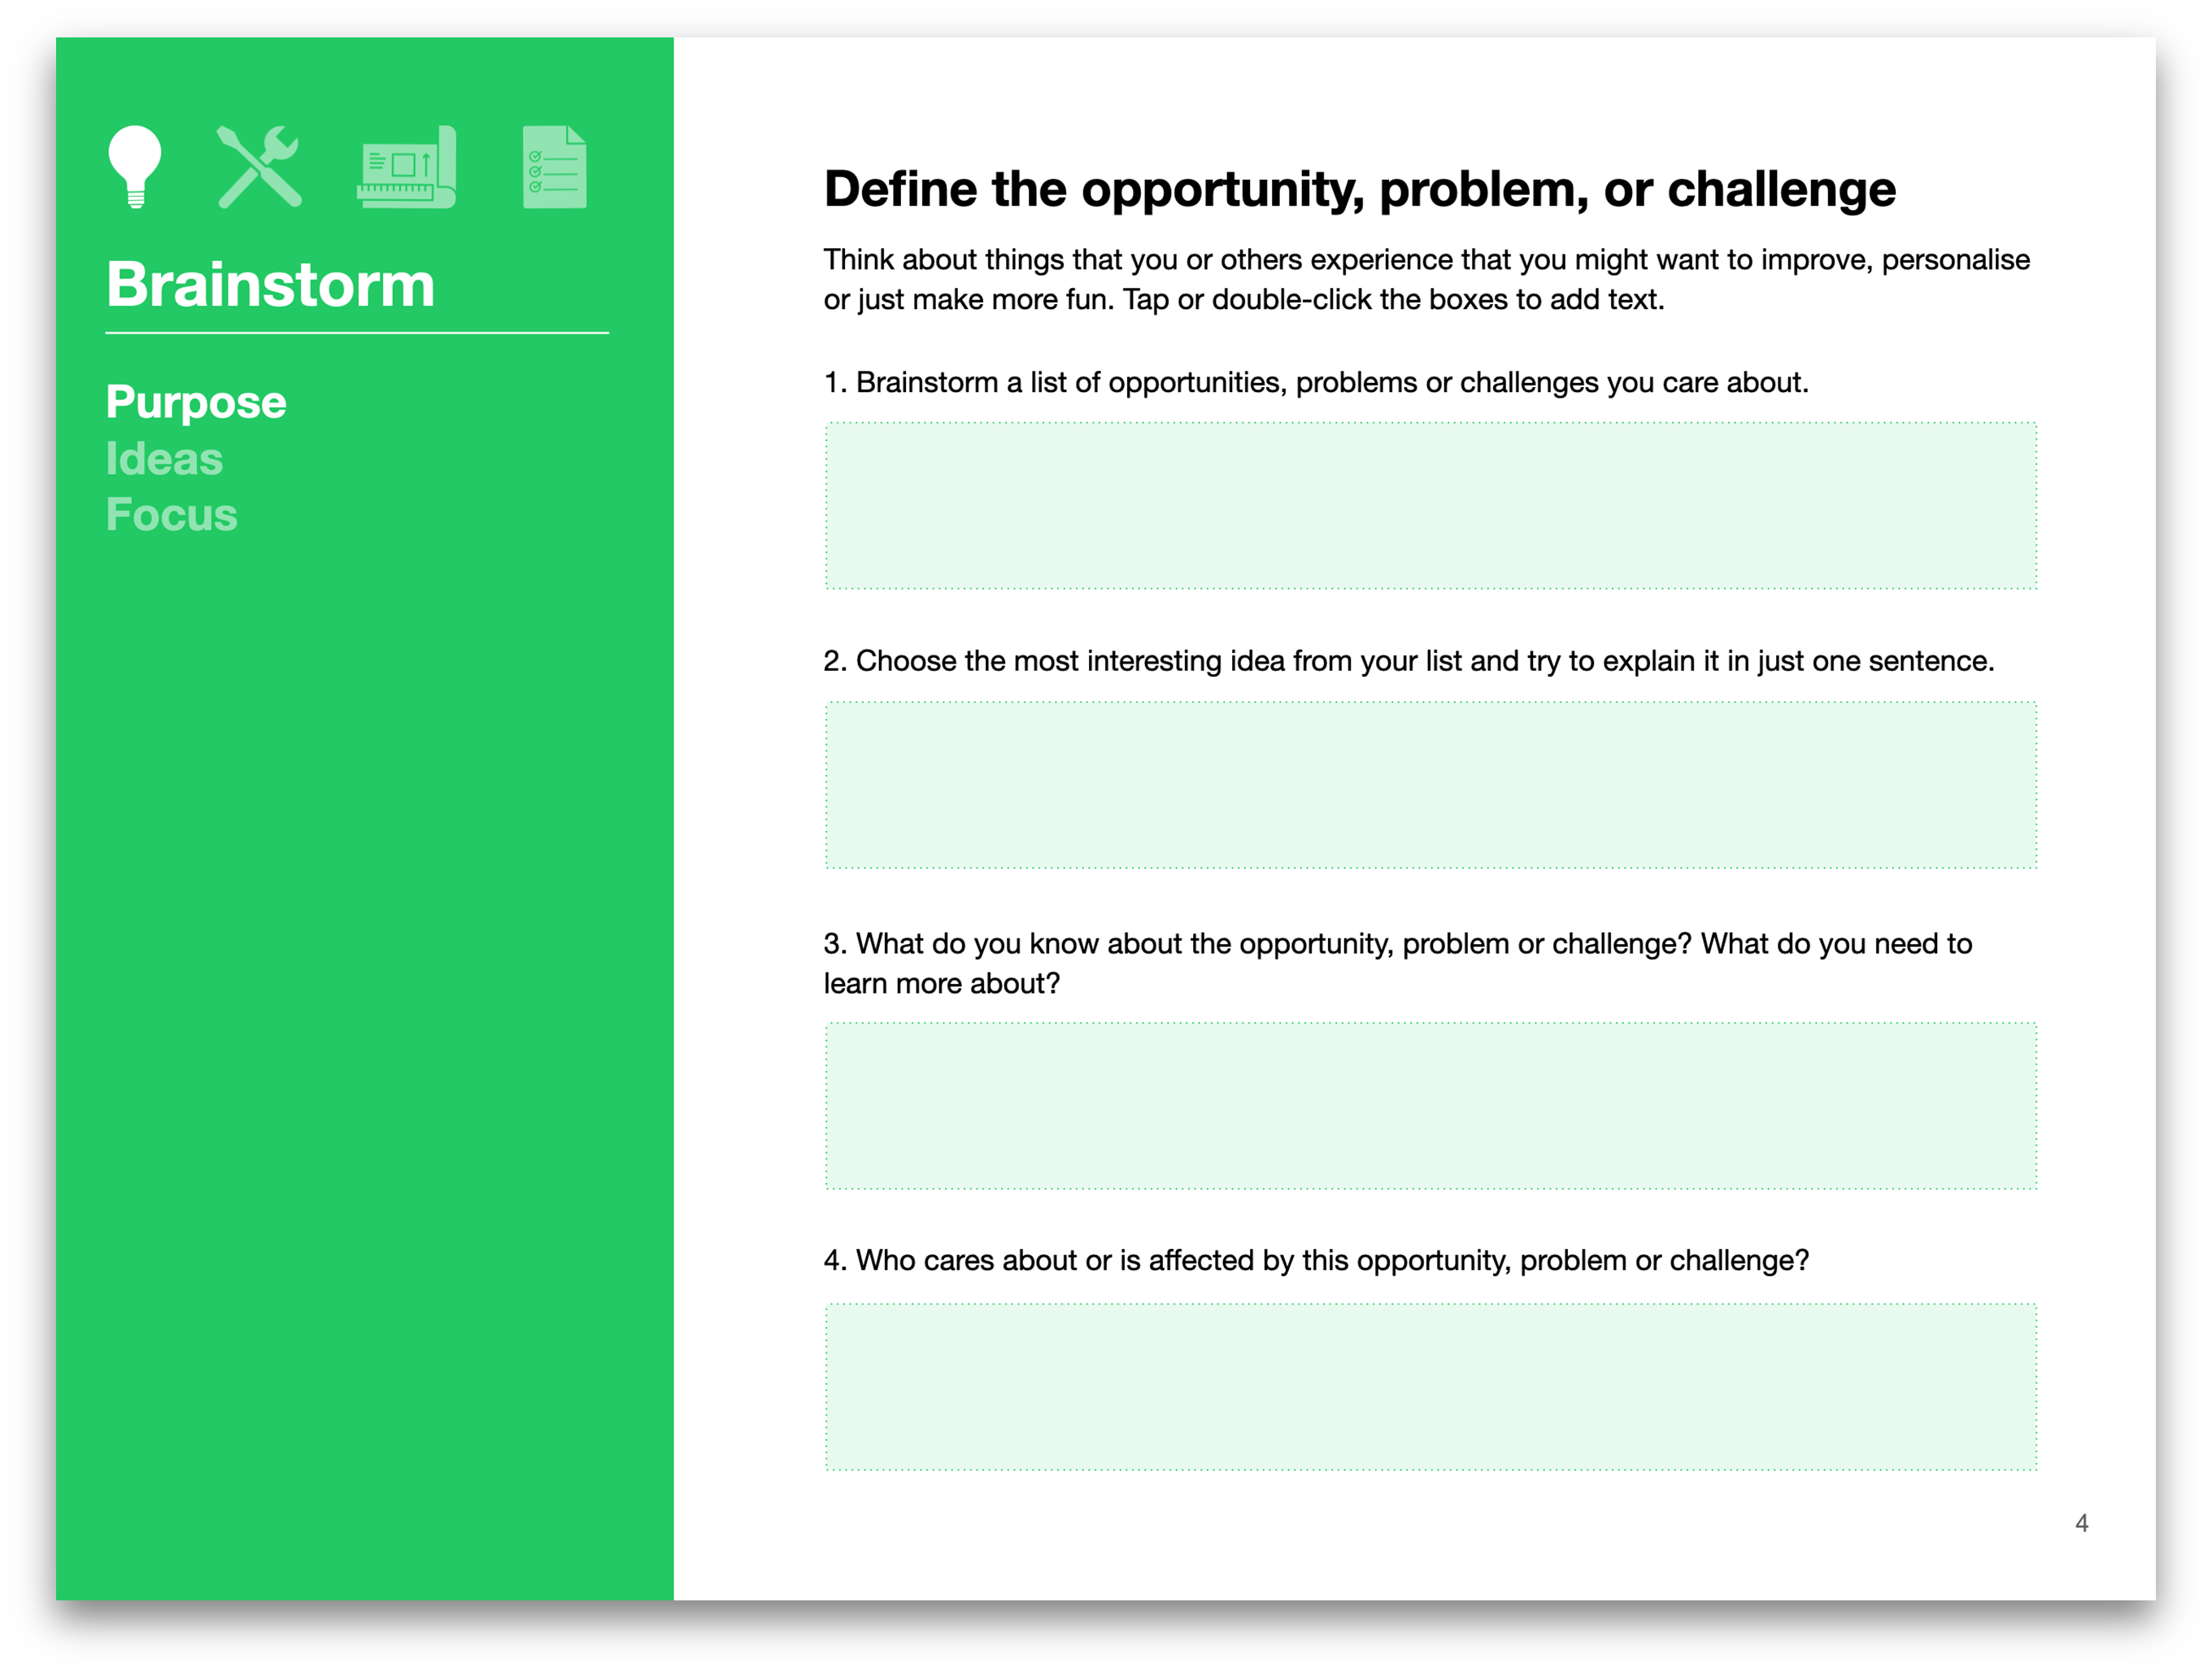 Brainstorm
Purpose
Ideas
Focus
Define the opportunity, problem, or challenge
Think about things that you or others experience that you might want to improve, personalise
or just make more fun. Tap or double-click the boxes to add text.
1. Brainstorm a list of opportunities, problems or challenges you care about.
2. Choose the most interesting idea from your list and try to explain it in just one sentence.
3. What do you know about the opportunity, problem or challenge? What do you need to
learn more about?
4. Who cares about or is affected by this opportunity, problem or challenge?
4